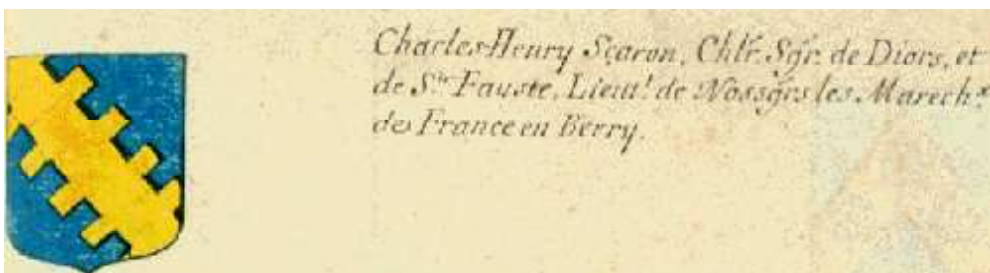 Charles-Henry Scaron, Chlr. Sgr. de Diors, et
de Ste. Fauste, Lieut. de Nossgrs les Marechx.
de France en Berry.